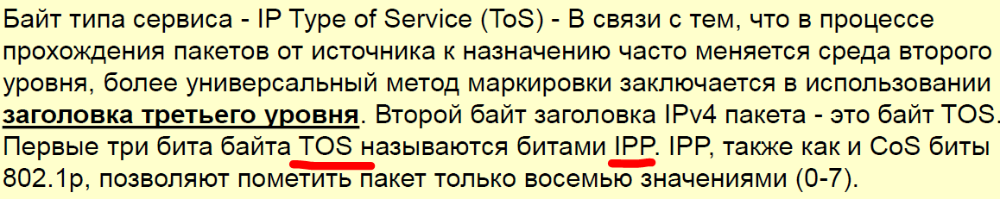 Байт типа сервиса - IP Type of Service (ToS) - В связи с тем, что в процессе
прохождения пакетов от источника к назначению часто меняется среда второго
уровня, более универсальный метод маркировки заключается в использовании
заголовка третьего уровня. Второй байт заголовка IPv4 пакета - это байт TOS.
Первые три бита байта TOS называются битами IPP. IPP, также как и CoS биты
802.1p, позволяют пометить пакет только восемью значениями (0-7).